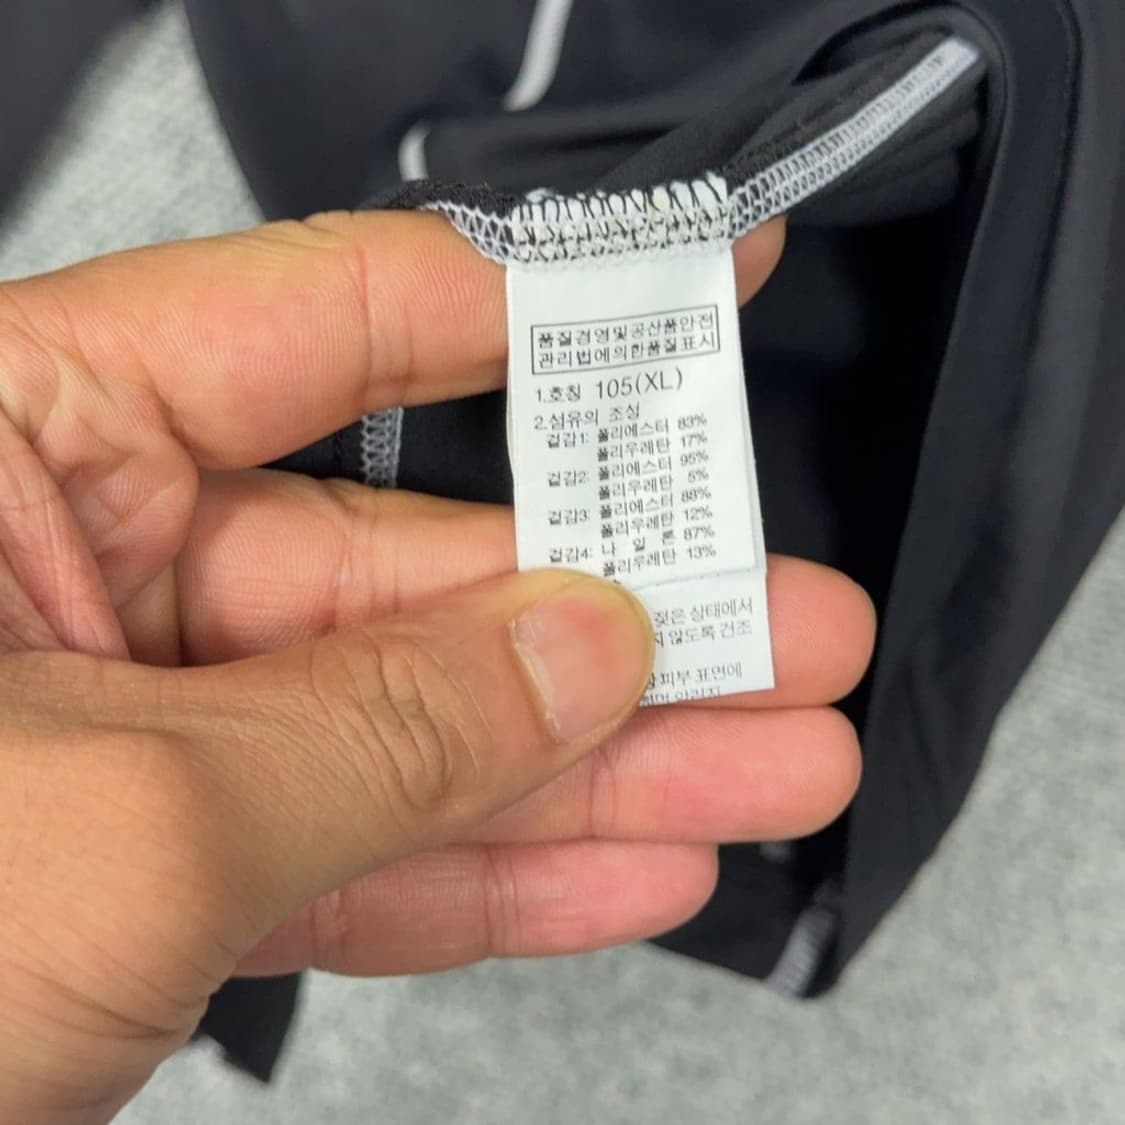 품질경영및공산품안전
관리법에의한품질표시
1.호칭 105(XL)
2.섬유의 조성
겉감1: 폴리에스터 83%
폴리우레탄 17%
겉감2: 폴리에스터 95%
폴리우레탄 5%
겉감3: 폴리에스터 88%
폴리우레탄 12%
겉감4: 나 일 론 87%
폴리우레탄 13%
젖은 상태에서
지 않도록 건조
피부 표면에